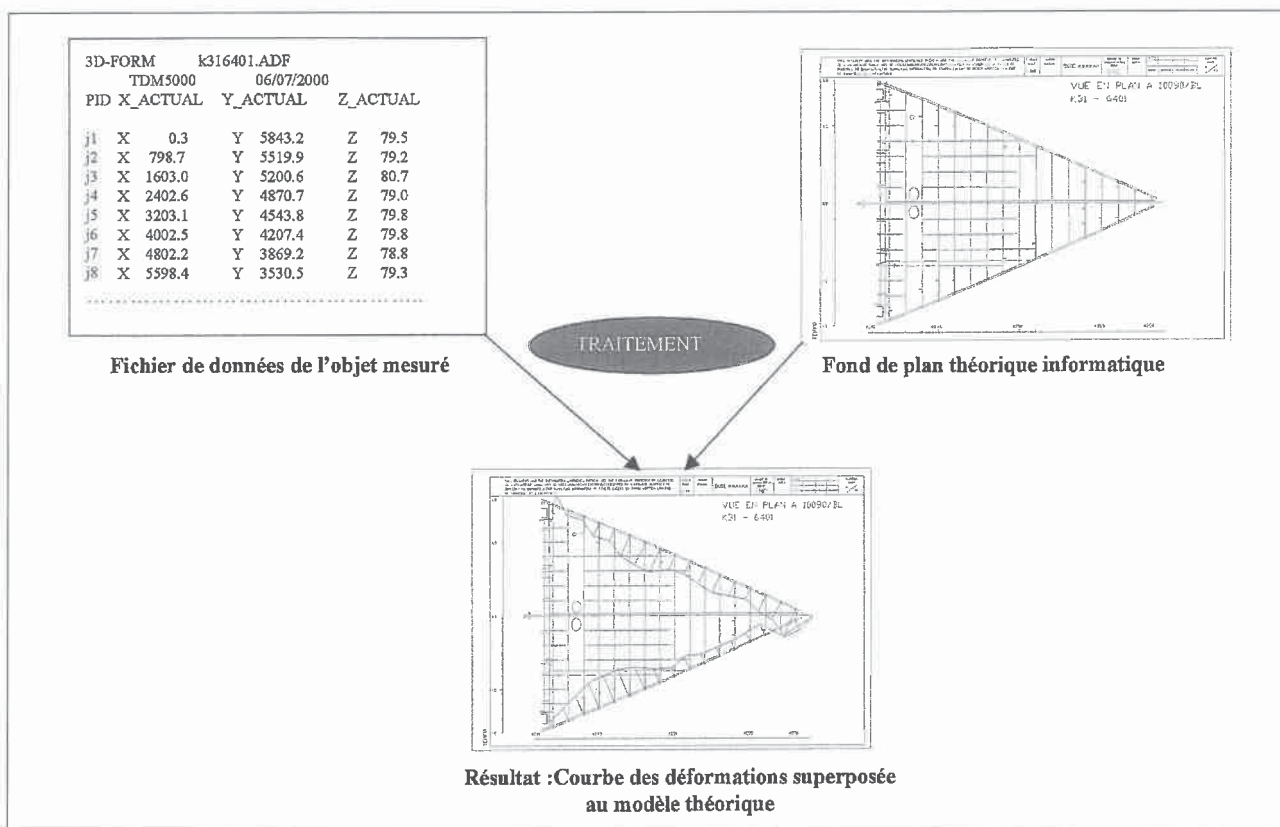 3D-FORM k316401.ADF
TDM5000 06/07/2000
PID X_ACTUAL Y_ACTUAL Z_ACTUAL
j1 X 0.3 Y 5843.2 Z 79.5
j2 X 798.7 Y 5519.9 Z 79.2
j3 X 1603.0 Y 5200.6 Z 80.7
j4 X 2402.6 Y 4870.7 Z 79.0
j5 X 3203.1 Y 4543.8 Z 79.8
j6 X 4002.5 Y 4207.4 Z 79.8
j7 X 4802.2 Y 3869.2 Z 78.8
j8 X 5598.4 Y 3530.5 Z 79.3
Fichier de données de l'objet mesuré
VUE EN PLAN A 10090/BL
K31 - 6401
Fond de plan théorique informatique
TRAITEMENT
VUE EN PLAN A 10090/BL
K31 - 6401
Résultat :Courbe des déformations superposée
au modèle théorique